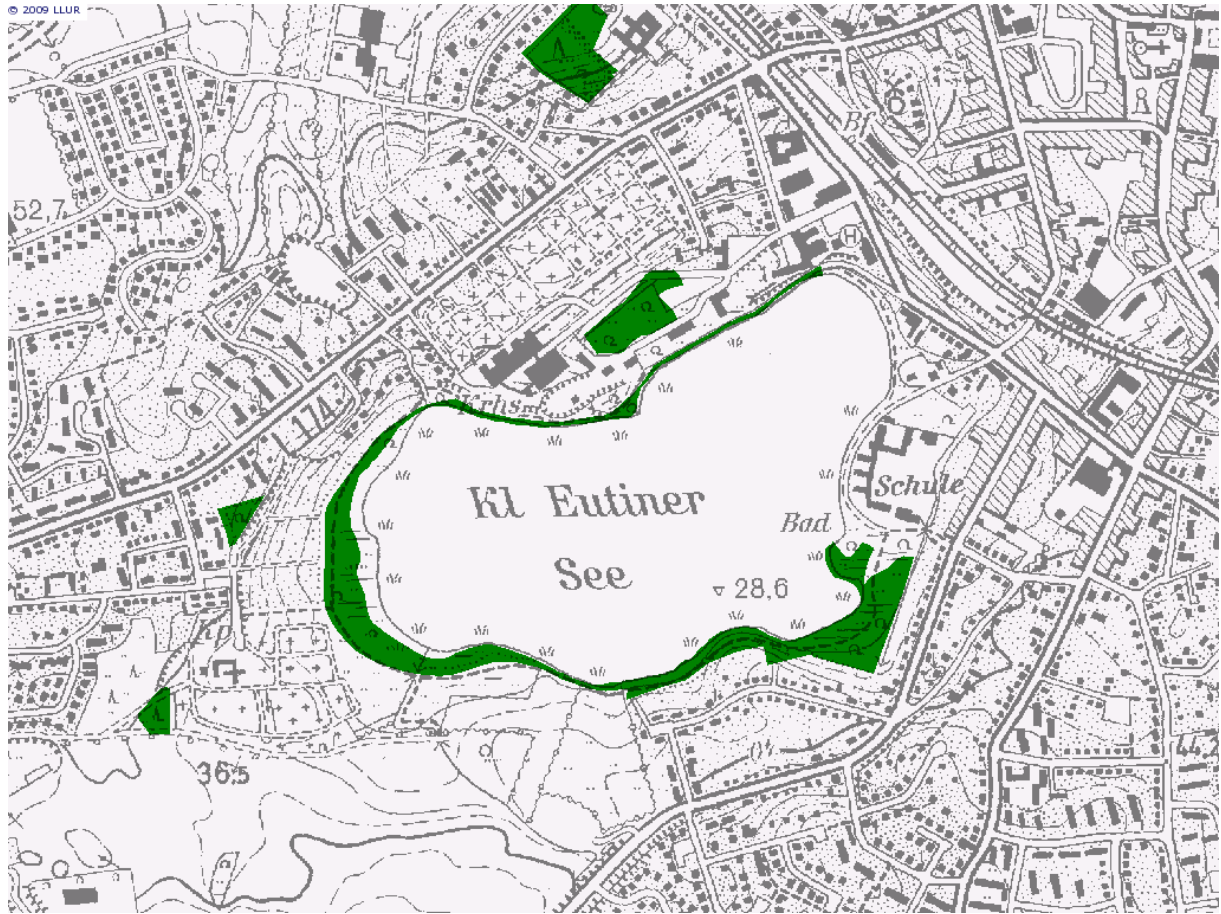 © 2009 LLUR
Bf
52,7
H
174
Kl Eutiner
See
Schule
Bad
28,6
36,5
44,2